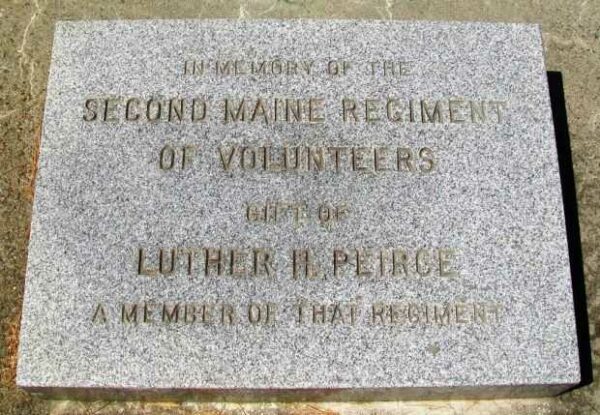 IN MEMORY OF THE
SECOND MAINE REGIMENT
OF VOLUNTEERS
GIFT OF
LUTHER H. PEIRCE
A MEMBER OF THAT REGIMENT